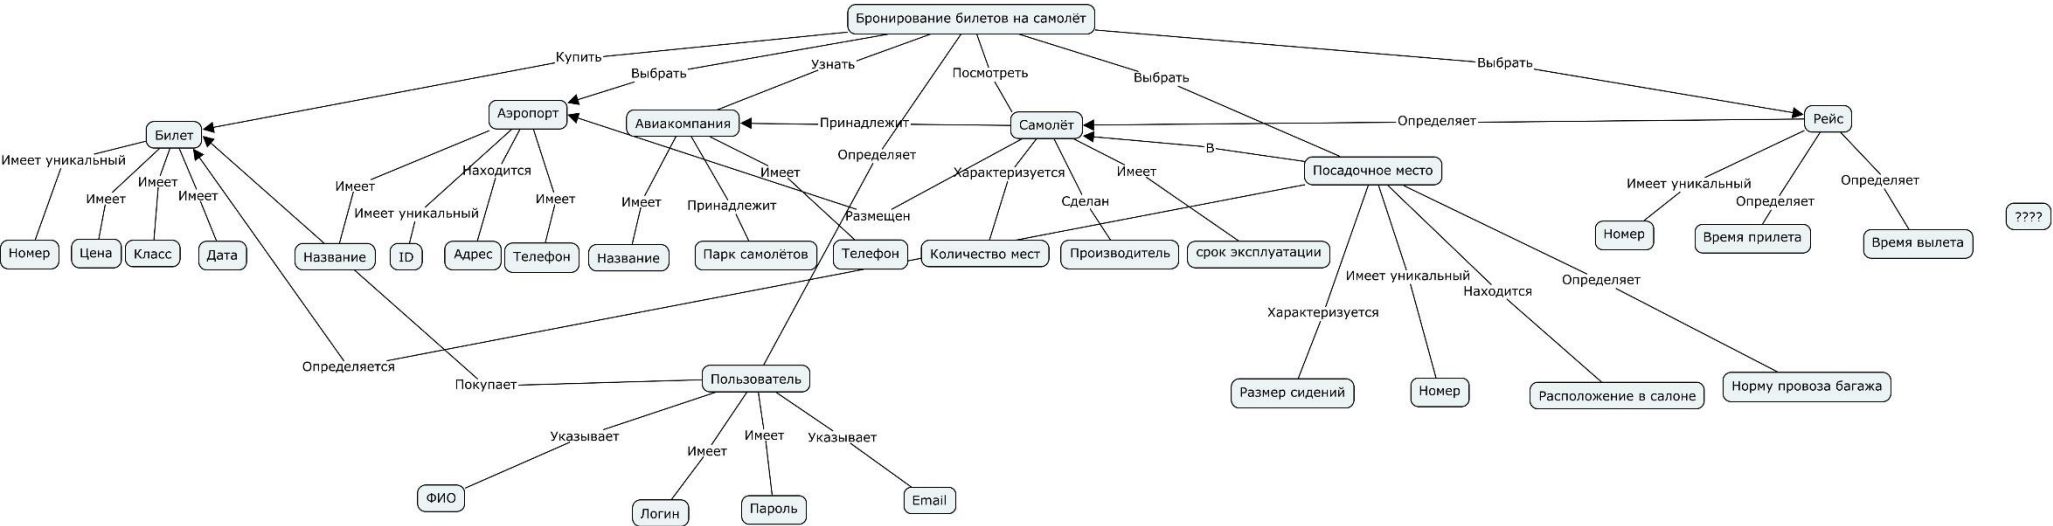 Бронирование билетов на самолёт
Купить
Выбрать
Узнать
Посмотреть
Выбрать
Выбрать
Билет
Аэропорт
Авиакомпания
Принадлежит
Самолёт
Определяет
Рейс
Определяет
В
Посадочное место
Имеет уникальный
Имеет
Имеет
Имеет
Имеет
Имеет уникальный
Находится
Имеет
Имеет
Принадлежит
Имеет
Размещен
Характеризуется
Сделан
Имеет
Имеет уникальный
Определяет
Определяет
????
Номер
Цена
Класс
Дата
Название
ID
Адрес
Телефон
Название
Парк самолётов
Телефон
Количество мест
Производитель
срок эксплуатации
Номер
Время прилета
Время вылета
Характеризуется
Имеет уникальный
Находится
Определяет
Определяется
Покупает
Пользователь
Размер сидений
Номер
Расположение в салоне
Норму провоза багажа
Указывает
Имеет
Имеет
Указывает
ФИО
Логин
Пароль
Email